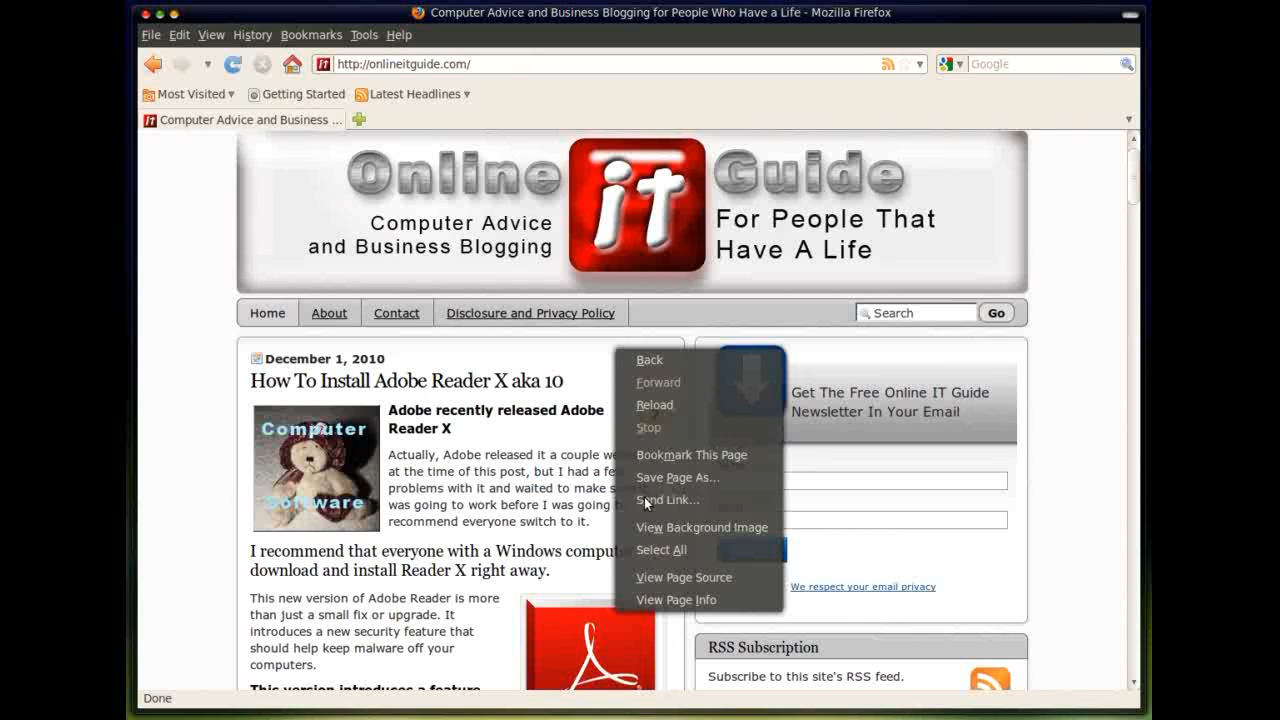 Computer Advice and Business Blogging for People Who Have a Life - Mozilla Firefox
File Edit View History Bookmarks Tools Help
http://onlineitguide.com/
Google
Most Visited Getting Started Latest Headlines
Computer Advice and Business ...
Online it Guide
Computer Advice
and Business Blogging
For People That
Have A Life
Home About Contact Disclosure and Privacy Policy
Search Go
December 1, 2010
How To Install Adobe Reader X aka 10
Computer
Software
Adobe recently released Adobe
Reader X
Actually, Adobe released it a couple
at the time of this post, but I had a
problems with it and waited to make
was going to work before I was going
recommend everyone switch to it.
I recommend that everyone with a Windows
download and install Reader X right away.
This new version of Adobe Reader is more
than just a small fix or upgrade. It
introduces a new security feature that
should help keep malware off your
computers.
This version introduces a feature
Back
Forward
Reload
Stop
Bookmark This Page
Save Page As...
Send Link...
View Background Image
Select All
View Page Source
View Page Info
Get The Free Online IT Guide
Newsletter In Your Email
We respect your email privacy
RSS Subscription
Subscribe to this site's RSS feed.
Done